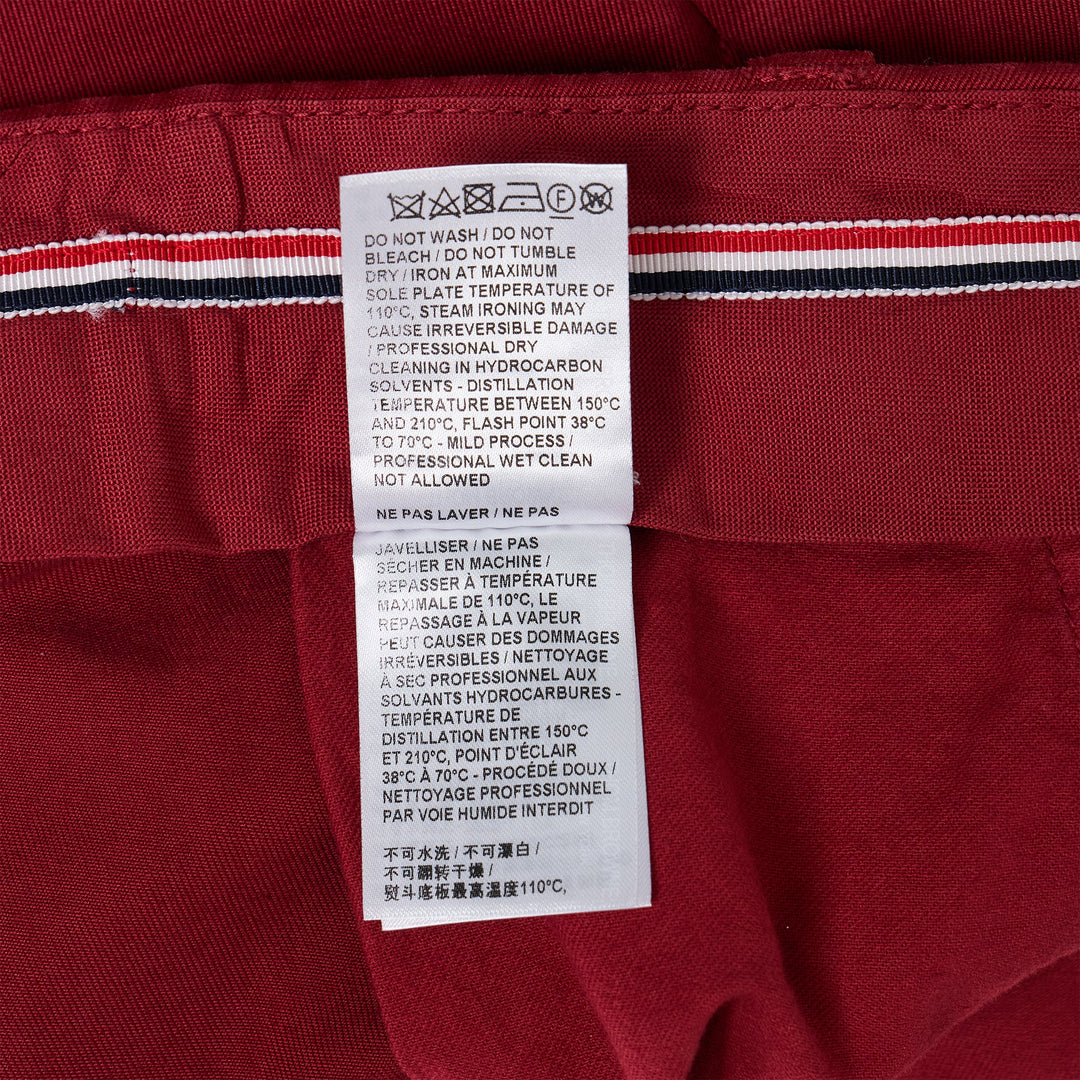 F W
DO NOT WASH / DO NOT
BLEACH / DO NOT TUMBLE
DRY / IRON AT MAXIMUM
SOLE PLATE TEMPERATURE OF
110°C, STEAM IRONING MAY
CAUSE IRREVERSIBLE DAMAGE
/ PROFESSIONAL DRY
CLEANING IN HYDROCARBON
SOLVENTS - DISTILLATION
TEMPERATURE BETWEEN 150°C
AND 210°C, FLASH POINT 38°C
TO 70°C - MILD PROCESS /
PROFESSIONAL WET CLEAN
NOT ALLOWED
NE PAS LAVER / NE PAS
JAVELLISER / NE PAS
SÉCHER EN MACHINE /
REPASSER À TEMPÉRATURE
MAXIMALE DE 110°C, LE
REPASSAGE À LA VAPEUR
PEUT CAUSER DES DOMMAGES
IRRÉVERSIBLES / NETTOYAGE
À SEC PROFESSIONNEL AUX
SOLVANTS HYDROCARBURES -
TEMPÉRATURE DE
DISTILLATION ENTRE 150°C
ET 210°C, POINT D'ÉCLAIR
38°C À 70°C - PROCÉDÉ DOUX /
NETTOYAGE PROFESSIONNEL
PAR VOIE HUMIDE INTERDIT
不可水洗 / 不可漂白 /
不可翻转干燥 /
熨斗底板最高溫度110°C,